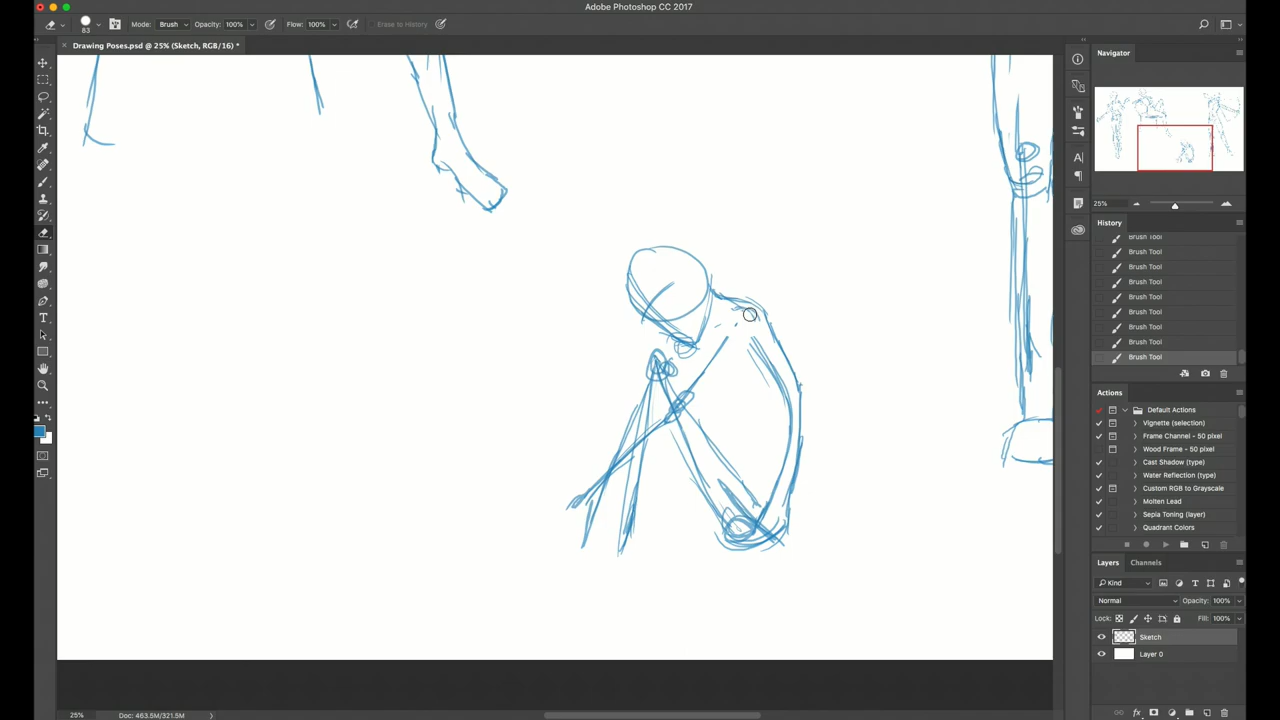 Adobe Photoshop CC 2017
83
Mode: Brush
Opacity: 100%
Flow: 100%
Erase to History
Drawing Poses.psd @ 25% (Sketch, RGB/16) *
Navigator
25%
History
Brush Tool
Brush Tool
Brush Tool
Brush Tool
Brush Tool
Brush Tool
Brush Tool
Brush Tool
Brush Tool
Actions
Default Actions
Vignette (selection)
Frame Channel - 50 pixel
Wood Frame - 50 pixel
Cast Shadow (type)
Water Reflection (type)
Custom RGB to Grayscale
Molten Lead
Sepia Toning (layer)
Quadrant Colors
Layers
Channels
Kind
Normal
Opacity: 100%
Lock:
Fill: 100%
Sketch
Layer 0
25%
Doc: 463.5M/321.5M